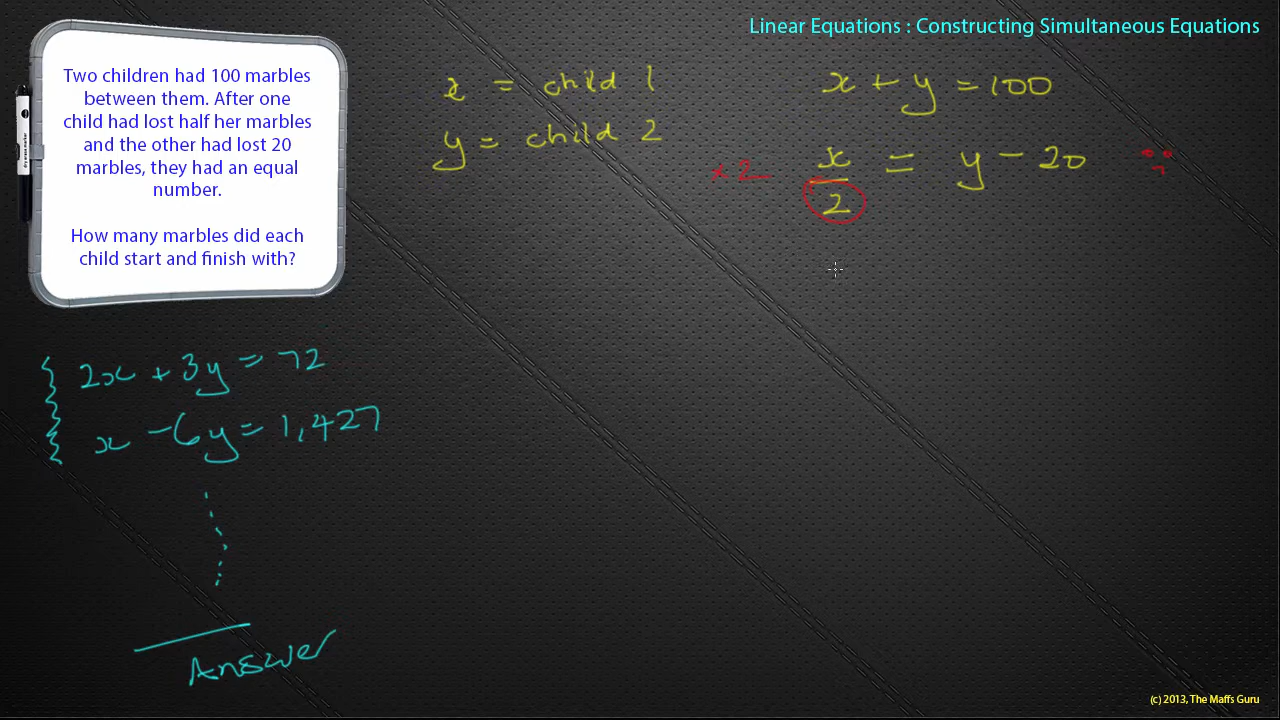 Linear Equations : Constructing Simultaneous Equations
Two children had 100 marbles
between them. After one
child had lost half her marbles
and the other had lost 20
marbles, they had an equal
number.
How many marbles did each
child start and finish with?
x = child 1
y = child 2
x + y = 100
×2 x/2 = y - 20
2x + 3y = 72
x - 6y = 1,427
Answer
(c) 2013, The Maffs Guru